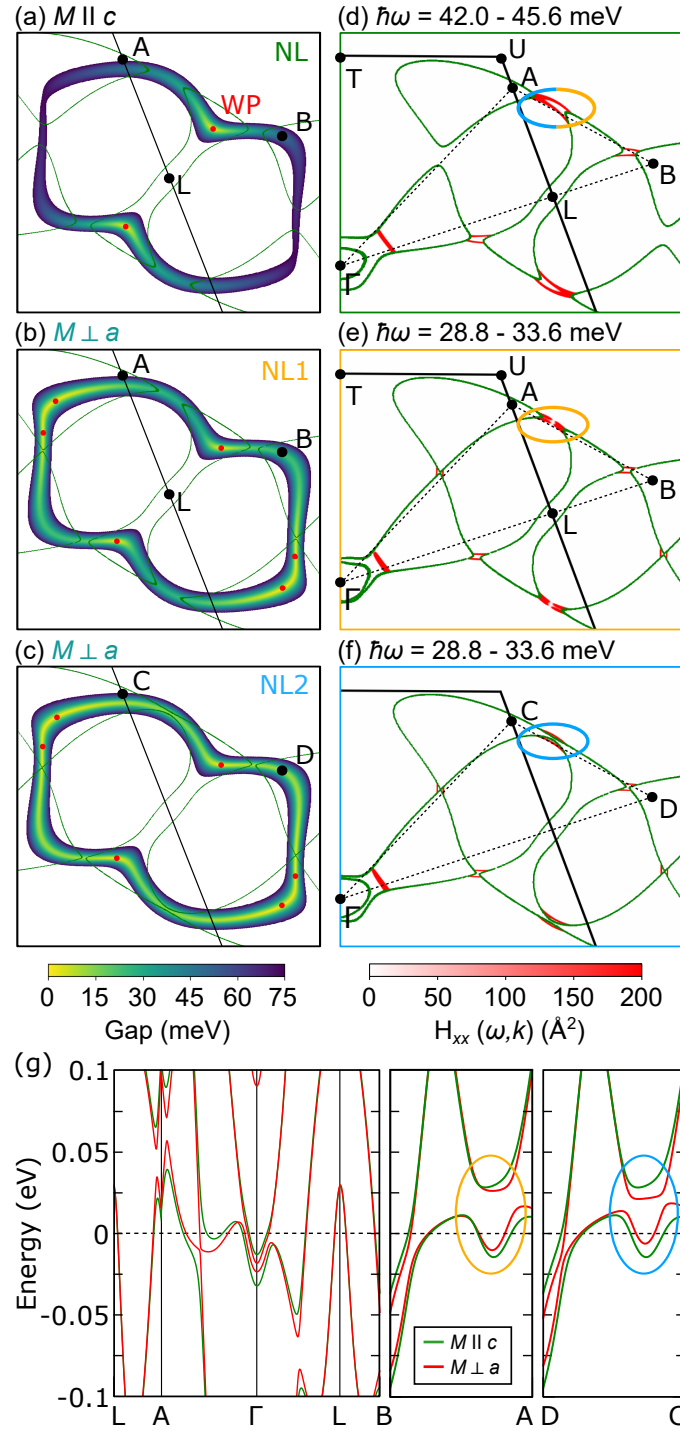 (a) M || c
NL
A
WP
B
L
(d) ħω = 42.0 - 45.6 meV
U
T
A
B
L
Γ
(b) M ⊥ a
NL1
A
B
L
(e) ħω = 28.8 - 33.6 meV
U
T
A
B
L
Γ
(c) M ⊥ a
NL2
C
D
(f) ħω = 28.8 - 33.6 meV
C
D
Γ
0 15 30 45 60 75
Gap (meV)
0 50 100 150 200
Hxx (ω,k) (Å²)
(g)
Energy (eV)
0.1
0.05
0
-0.05
-0.1
M || c
M ⊥ a
L A Γ L B A D C